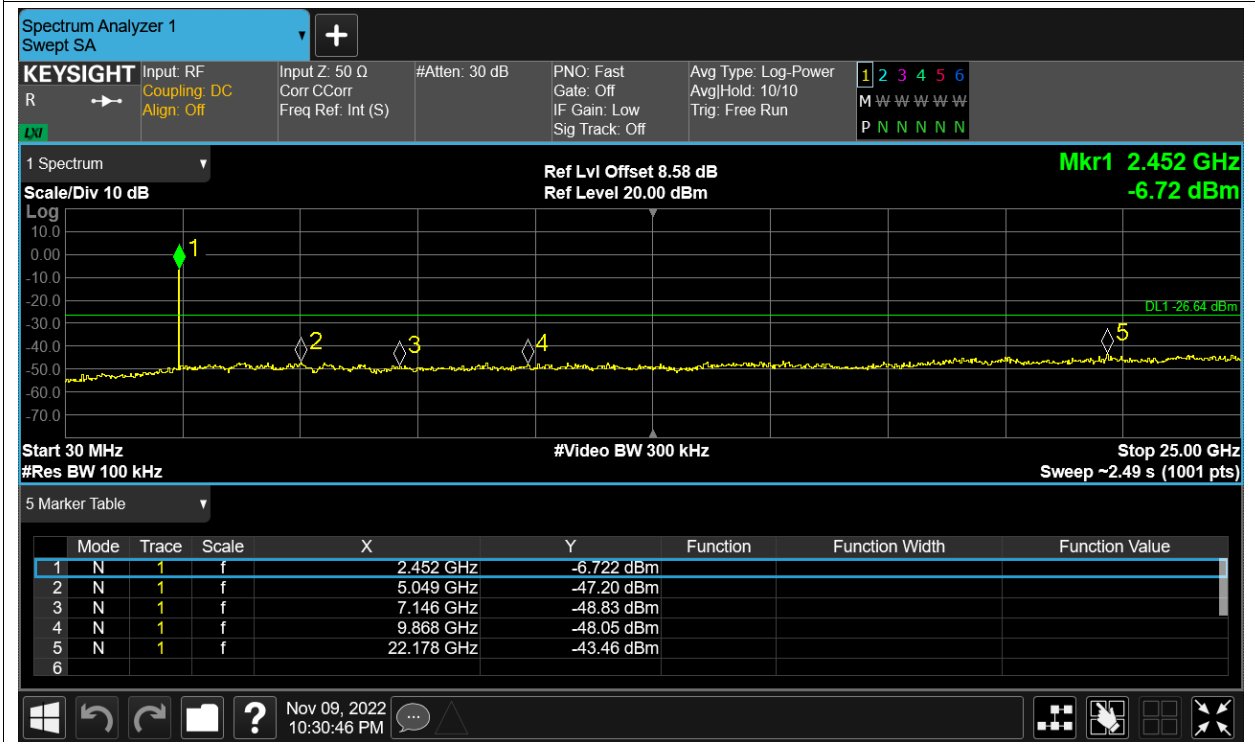 Spectrum Analyzer 1
Swept SA
+
KEYSIGHT
R
LXI
Input: RF
Coupling: DC
Align: Off
Input Z: 50 Ω
Corr CCorr
Freq Ref: Int (S)
#Atten: 30 dB
PNO: Fast
Gate: Off
IF Gain: Low
Sig Track: Off
Avg Type: Log-Power
Avg|Hold: 10/10
Trig: Free Run
1 2 3 4 5 6
M W W W W W
P N N N N N
1 Spectrum
Scale/Div 10 dB
Ref Lvl Offset 8.58 dB
Ref Level 20.00 dBm
Mkr1 2.452 GHz
-6.72 dBm
Log
10.0
0.00
-10.0
-20.0
-30.0
-40.0
-50.0
-60.0
-70.0
1
2
3
4
5
DL1 -26.64 dBm
Start 30 MHz
#Video BW 300 kHz
Stop 25.00 GHz
#Res BW 100 kHz
Sweep ~2.49 s (1001 pts)
5 Marker Table
Mode Trace Scale X Y Function Function Width Function Value
1 N 1 f 2.452 GHz -6.722 dBm
2 N 1 f 5.049 GHz -47.20 dBm
3 N 1 f 7.146 GHz -48.83 dBm
4 N 1 f 9.868 GHz -48.05 dBm
5 N 1 f 22.178 GHz -43.46 dBm
6
?
Nov 09, 2022
10:30:46 PM